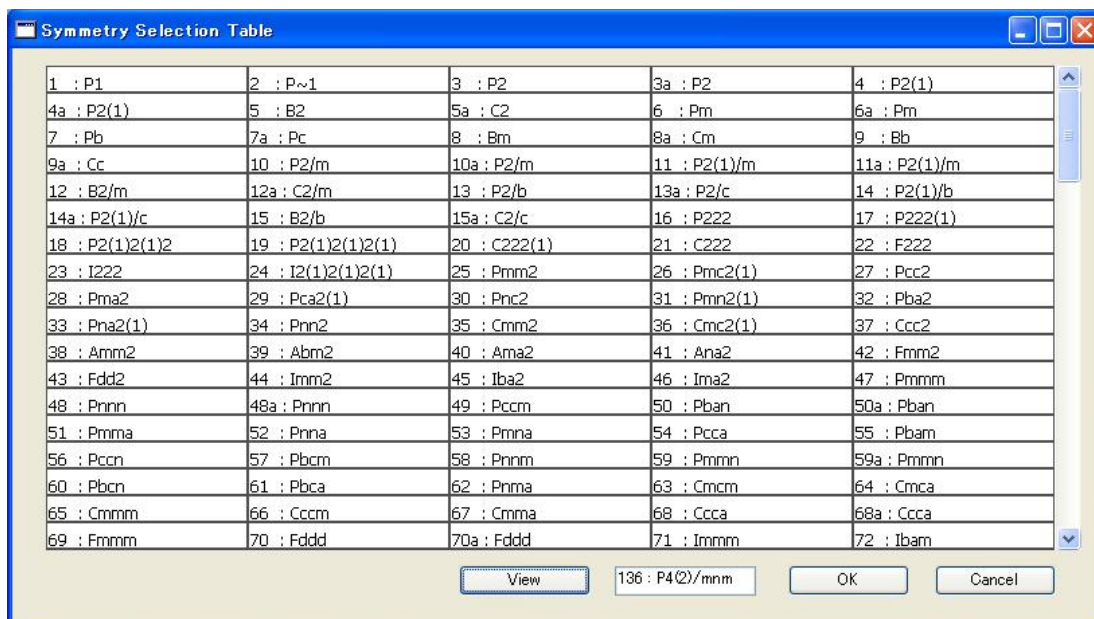 Symmetry Selection Table
1 : P1 2 : P~1 3 : P2 3a : P2 4 : P2(1)
4a : P2(1) 5 : B2 5a : C2 6 : Pm 6a : Pm
7 : Pb 7a : Pc 8 : Bm 8a : Cm 9 : Bb
9a : Cc 10 : P2/m 10a : P2/m 11 : P2(1)/m 11a : P2(1)/m
12 : B2/m 12a : C2/m 13 : P2/b 13a : P2/c 14 : P2(1)/b
14a : P2(1)/c 15 : B2/b 15a : C2/c 16 : P222 17 : P222(1)
18 : P2(1)2(1)2 19 : P2(1)2(1)2(1) 20 : C222(1) 21 : C222 22 : F222
23 : I222 24 : I2(1)2(1)2(1) 25 : Pmm2 26 : Pmc2(1) 27 : Pcc2
28 : Pma2 29 : Pca2(1) 30 : Pnc2 31 : Pmn2(1) 32 : Pba2
33 : Pna2(1) 34 : Pnn2 35 : Cmm2 36 : Cmc2(1) 37 : Ccc2
38 : Amm2 39 : Abm2 40 : Ama2 41 : Ana2 42 : Fmm2
43 : Fdd2 44 : Imm2 45 : Iba2 46 : Ima2 47 : Pmmm
48 : Pnnn 48a : Pnnn 49 : Pccm 50 : Pban 50a : Pban
51 : Pmma 52 : Pnna 53 : Pmna 54 : Pcca 55 : Pbam
56 : Pccn 57 : Pbcm 58 : Pnnm 59 : Pmmn 59a : Pmmn
60 : Pbcn 61 : Pbca 62 : Pnma 63 : Cmcm 64 : Cmca
65 : Cmmm 66 : Cccm 67 : Cmma 68 : Ccca 68a : Ccca
69 : Fmmm 70 : Fddd 70a : Fddd 71 : Immm 72 : Ibam
View 136 : P4(2)/mnm OK Cancel